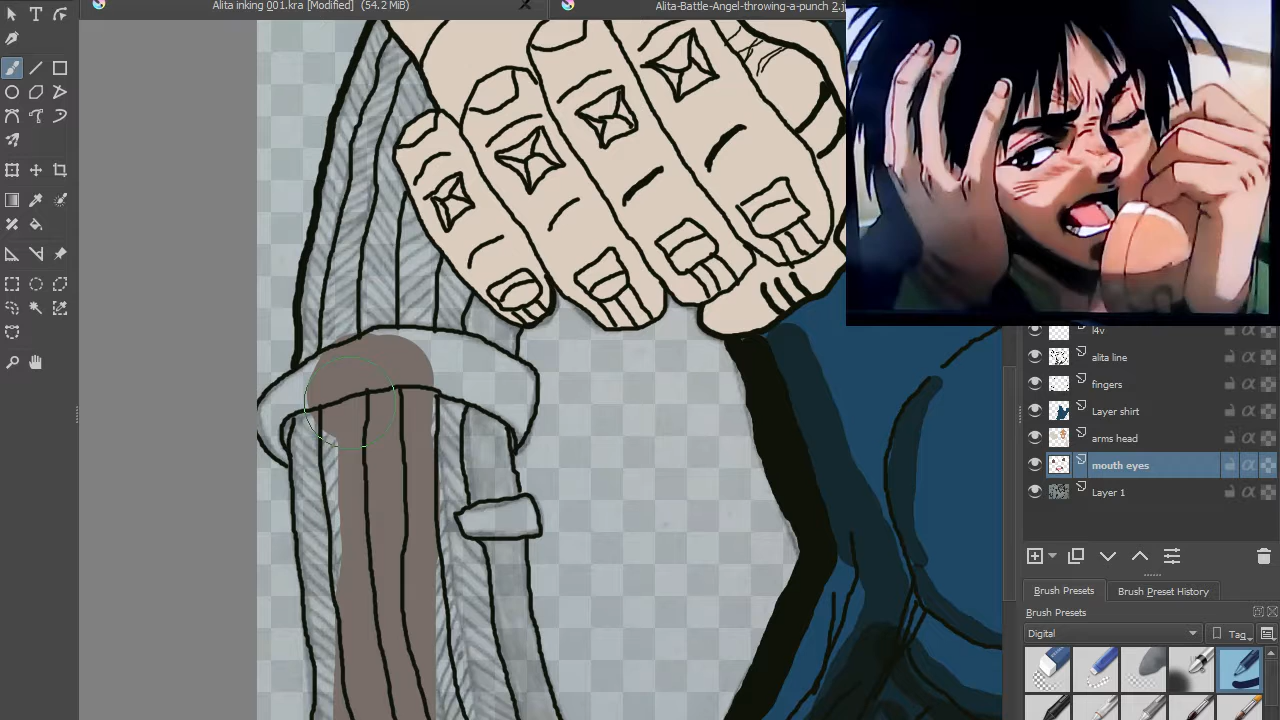 Alita inking 001.kra [Modified] (54.2 MiB)
Alita-Battle-Angel-throwing-a-punch 2.j
l4v
alita line
fingers
Layer shirt
arms head
mouth eyes
Layer 1
Brush Presets
Brush Preset History
Brush Presets
Digital
Tag